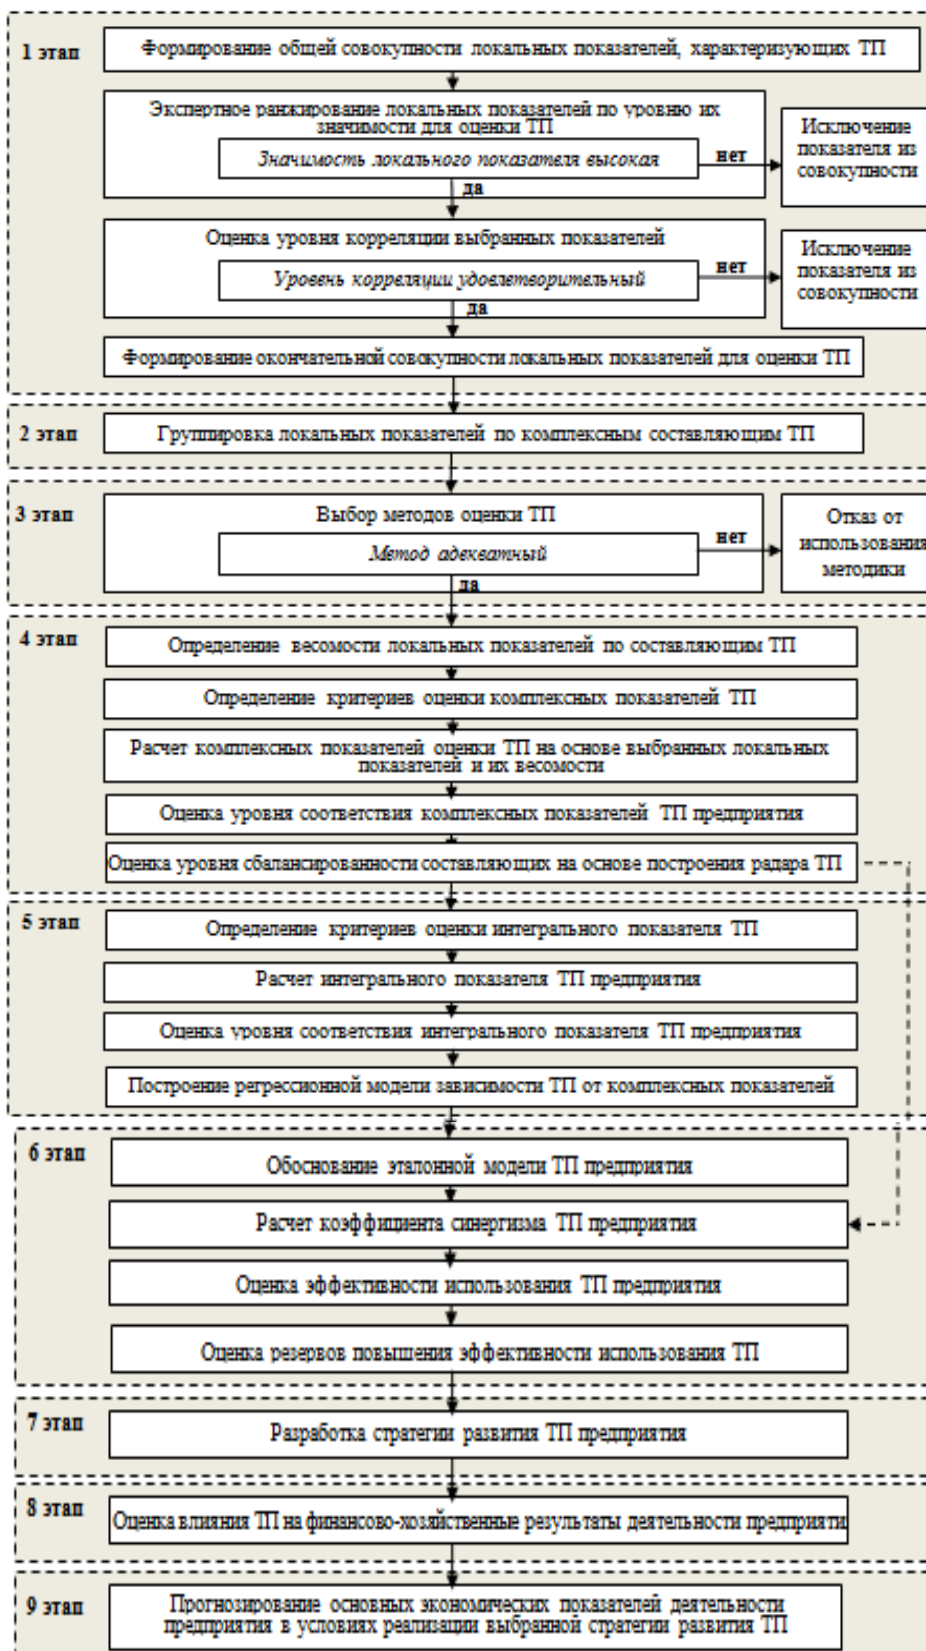 1 этап
Формирование общей совокупности локальных показателей, характеризующих ТП
Экспертное ранжирование локальных показателей по уровню их
значимости для оценки ТП
Значимость локального показателя высокая
нет
Исключение
показателя из
совокупности
да
Оценка уровня корреляции выбранных показателей
Уровень корреляции удовлетворительный
нет
Исключение
показателя из
совокупности
да
Формирование окончательной совокупности локальных показателей для оценки ТП
2 этап
Группировка локальных показателей по комплексным составляющим ТП
3 этап
Выбор методов оценки ТП
Метод адекватный
нет
Отказ от
использования
методики
да
4 этап
Определение весомости локальных показателей по составляющим ТП
Определение критериев оценки комплексных показателей ТП
Расчет комплексных показателей оценки ТП на основе выбранных локальных
показателей и их весомости
Оценка уровня соответствия комплексных показателей ТП предприятия
Оценка уровня сбалансированности составляющих на основе построения радара ТП
5 этап
Определение критериев оценки интегрального показателя ТП
Расчет интегрального показателя ТП предприятия
Оценка уровня соответствия интегрального показателя ТП предприятия
Построение регрессионной модели зависимости ТП от комплексных показателей
6 этап
Обоснование эталонной модели ТП предприятия
Расчет коэффициента синергизма ТП предприятия
Оценка эффективности использования ТП предприятия
Оценка резервов повышения эффективности использования ТП
7 этап
Разработка стратегии развития ТП предприятия
8 этап
Оценка влияния ТП на финансово-хозяйственные результаты деятельности предприяти
9 этап
Прогнозирование основных экономических показателей деятельности
предприятия в условиях реализации выбранной стратегии развития ТП